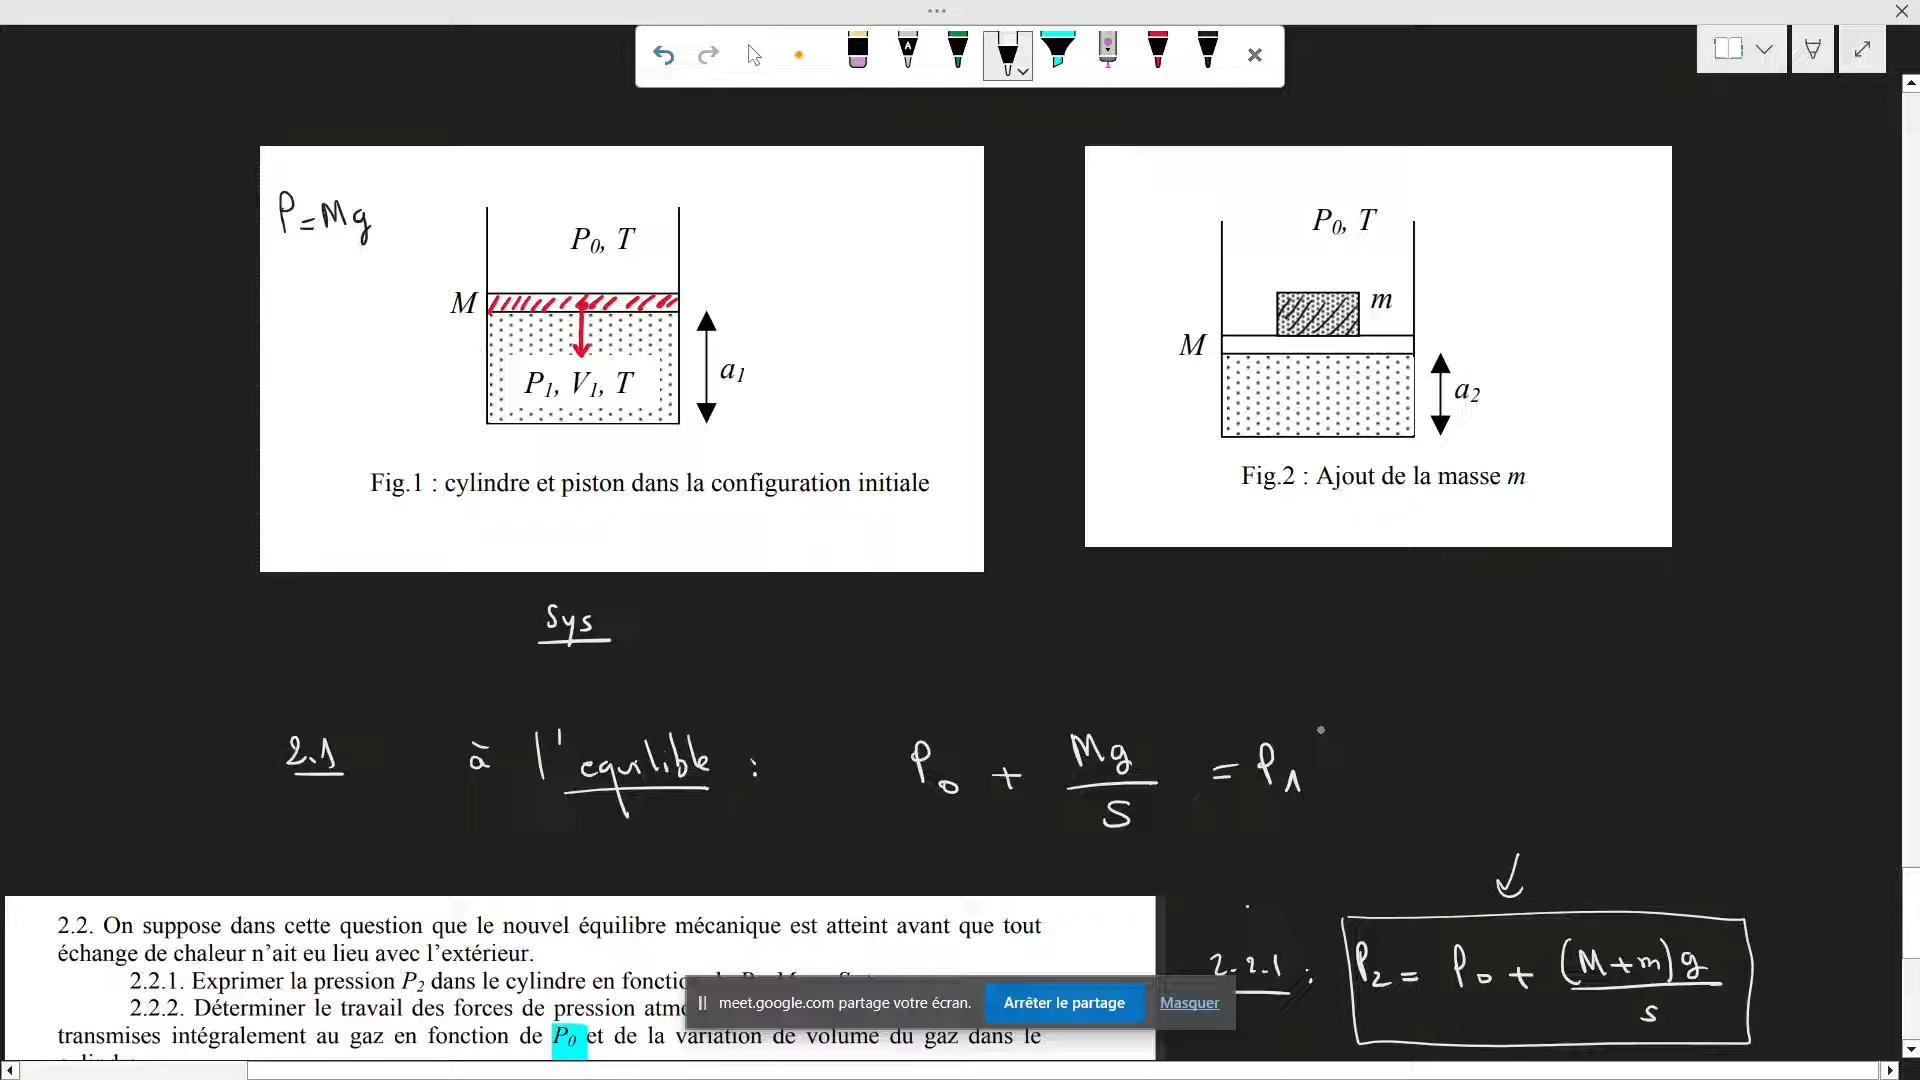 P=Mg
P0, T
M
a1
P1, V1, T
Fig.1 : cylindre et piston dans la configuration initiale
P0, T
m
M
a2
Fig.2 : Ajout de la masse m
Sys
2.1 à l'equilible : P0 + Mg/S = P1
2.2. On suppose dans cette question que le nouvel équilibre mécanique est atteint avant que tout
échange de chaleur n'ait eu lieu avec l'extérieur.
2.2.1. Exprimer la pression P2 dans le cylindre en fonction
2.2.2. Déterminer le travail des forces de pression
transmises intégralement au gaz en fonction de P0 et de la variation de volume du gaz dans le
meet.google.com partage votre écran.
Arrêter le partage
Masquer
2.2.1 : P2 = P0 + (M+m)g/S